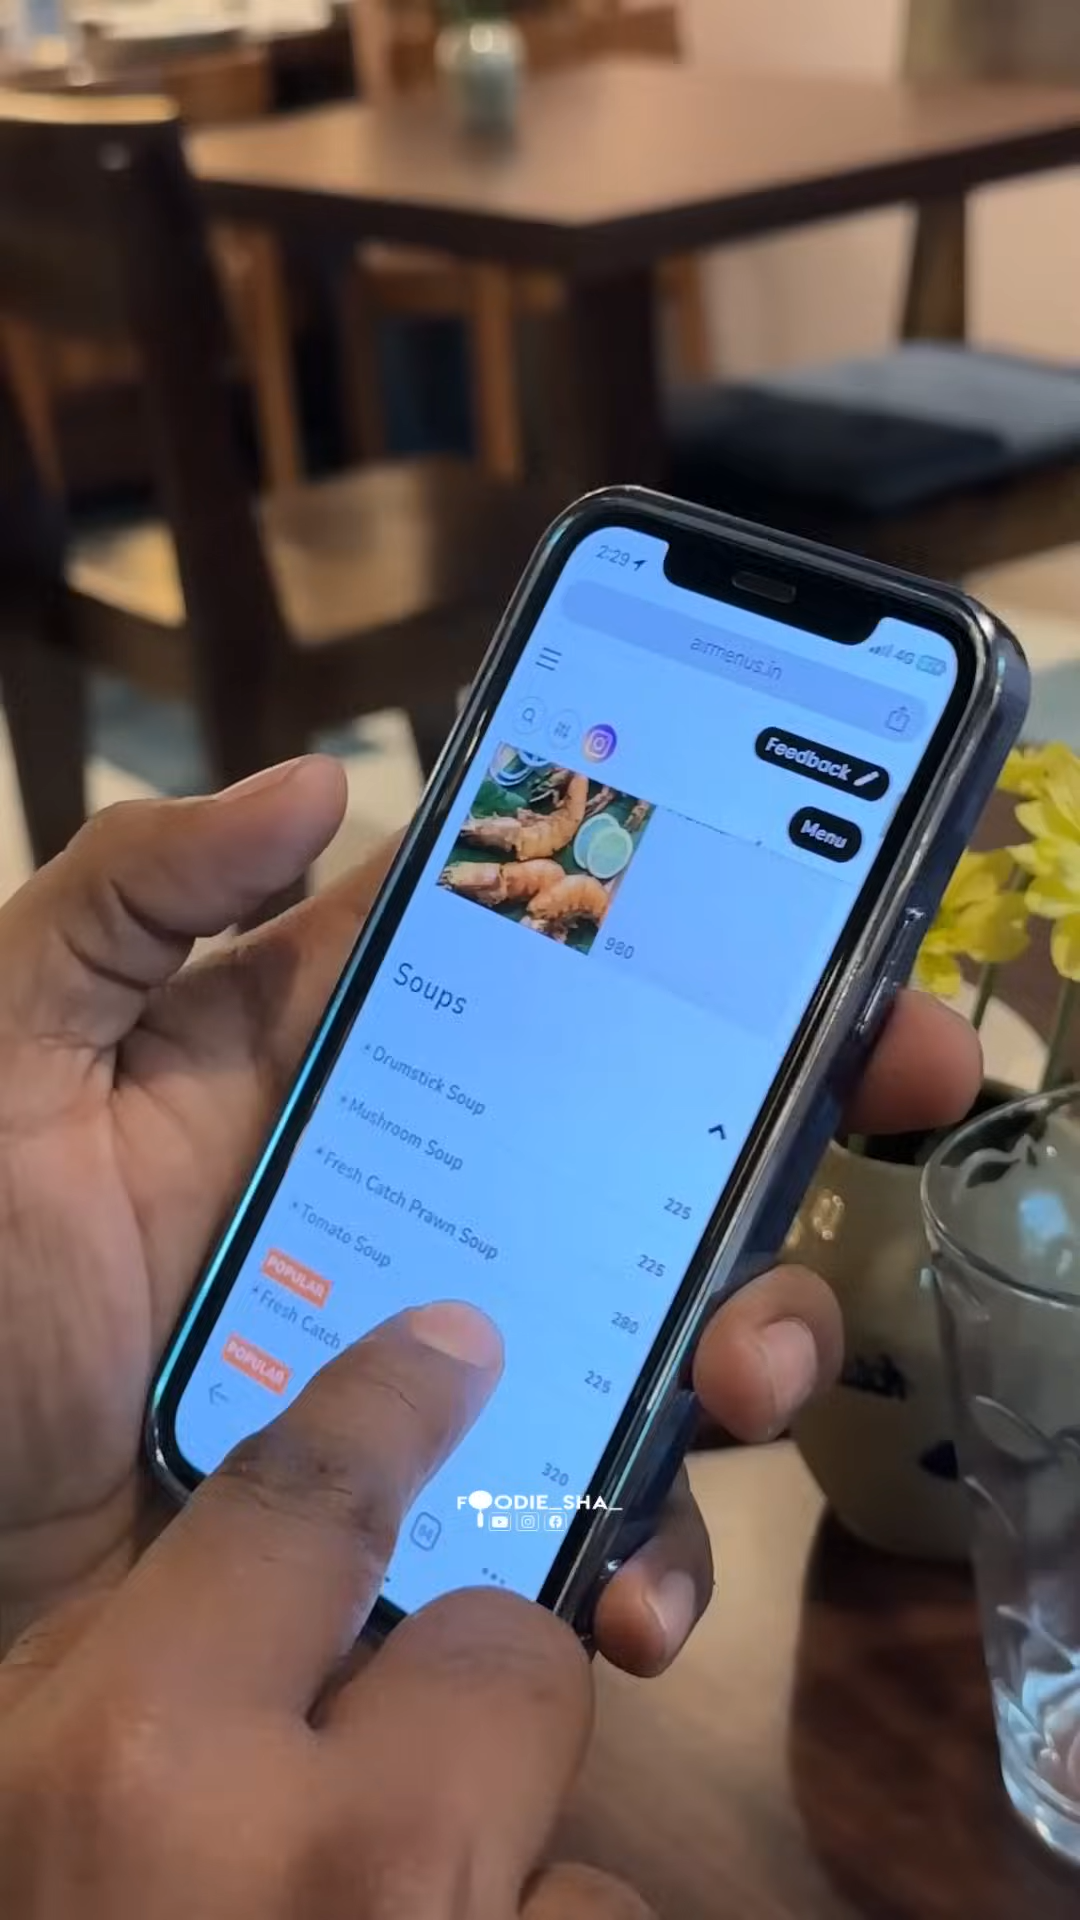 2:29
4G
airmenus.in
Feedback
Menu
980
Soups
Drumstick Soup
225
Mushroom Soup
225
Fresh Catch Prawn Soup
280
Tomato Soup
225
POPULAR
Fresh Catch
320
POPULAR
FOODIE_SHA_